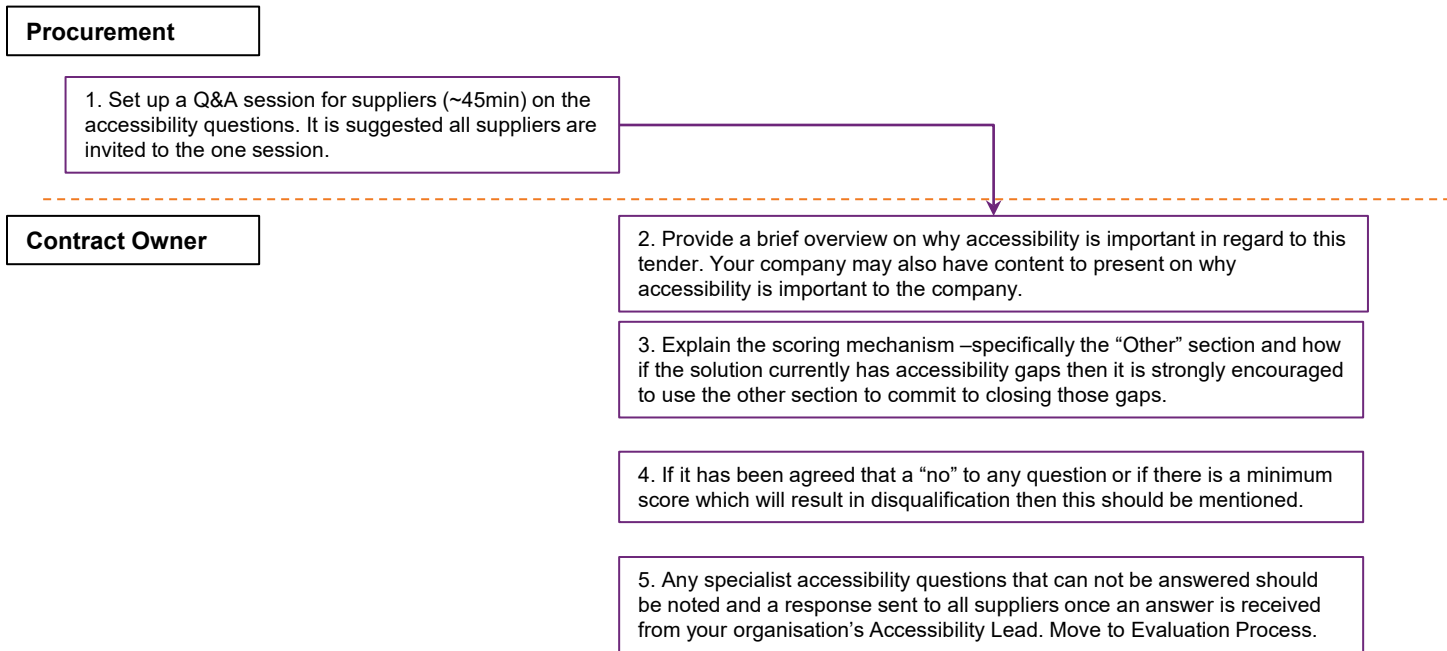 Procurement
1. Set up a Q&A session for suppliers (~45min) on the
accessibility questions. It is suggested all suppliers are
invited to the one session.
Contract Owner
2. Provide a brief overview on why accessibility is important in regard to this
tender. Your company may also have content to present on why
accessibility is important to the company.
3. Explain the scoring mechanism –specifically the “Other” section and how
if the solution currently has accessibility gaps then it is strongly encouraged
to use the other section to commit to closing those gaps.
4. If it has been agreed that a “no” to any question or if there is a minimum
score which will result in disqualification then this should be mentioned.
5. Any specialist accessibility questions that can not be answered should
be noted and a response sent to all suppliers once an answer is received
from your organisation’s Accessibility Lead. Move to Evaluation Process.